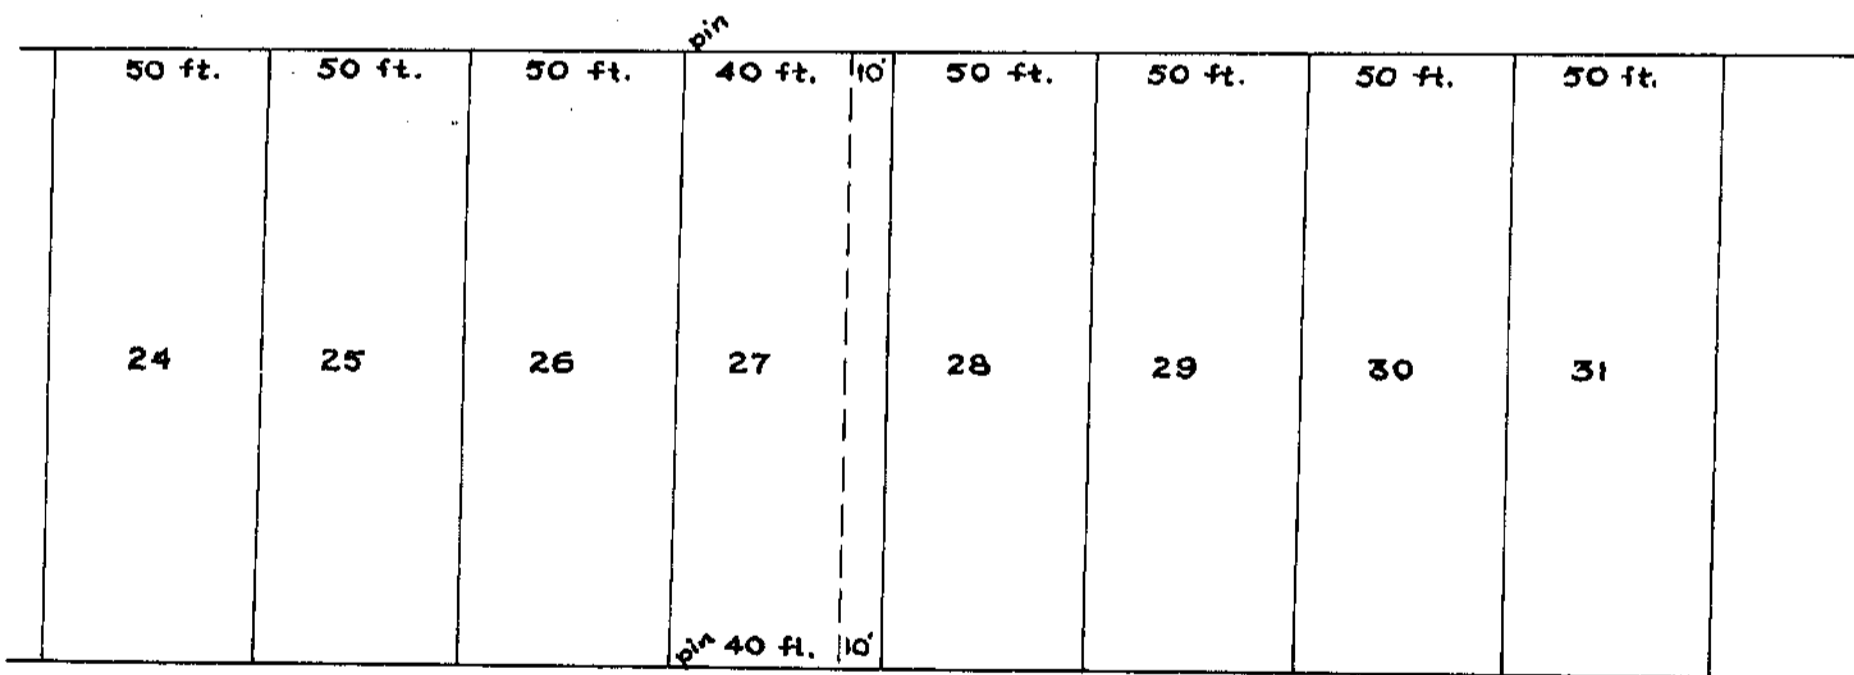 pin
50 ft. 50 ft. 50 ft. 40 ft. 10' 50 ft. 50 ft. 50 ft. 50 ft.
24 25 26 27 28 29 30 31
pin 40 ft. 10'